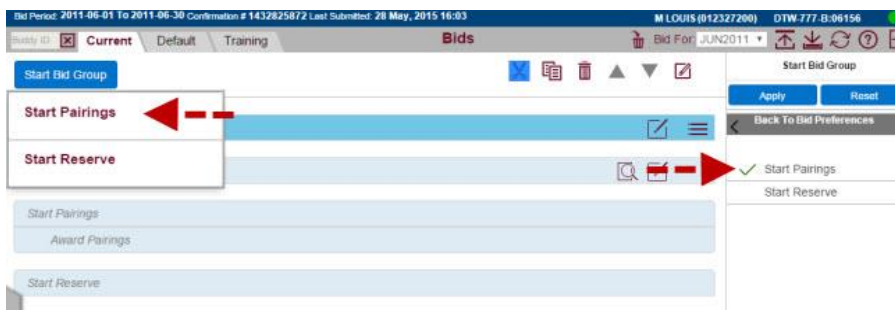 Bid Period: 2011-06-01 To 2011-06-30 Confirmation # 1432825872 Last Submitted: 28 May, 2015 16:03 M LOUIS (012327200) DTW-777-B:06156
Buddy ID Current Default Training Bids Bid For: JUN2011
Start Bid Group
Start Bid Group
Apply Reset
Back To Bid Preferences
Start Pairings
Start Reserve
Start Pairings
Start Reserve
Start Pairings
Award Pairings
Start Reserve